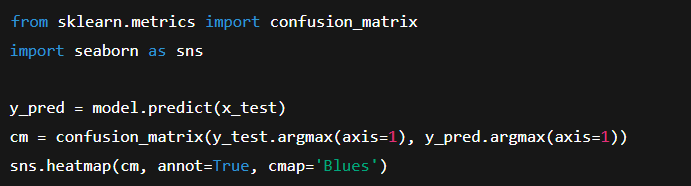 from sklearn.metrics import confusion_matrix
import seaborn as sns
y_pred = model.predict(x_test)
cm = confusion_matrix(y_test.argmax(axis=1), y_pred.argmax(axis=1))
sns.heatmap(cm, annot=True, cmap='Blues')